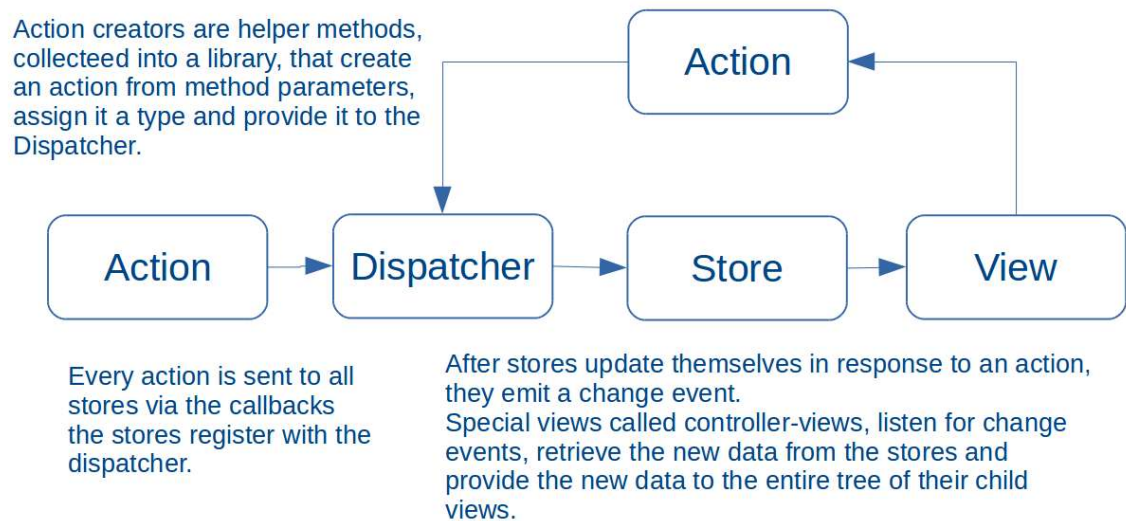 Action creators are helper methods,
collecteed into a library, that create
an action from method parameters,
assign it a type and provide it to the
Dispatcher.
Action
Action
Dispatcher
Store
View
Every action is sent to all
stores via the callbacks
the stores register with the
dispatcher.
After stores update themselves in response to an action,
they emit a change event.
Special views called controller-views, listen for change
events, retrieve the new data from the stores and
provide the new data to the entire tree of their child
views.